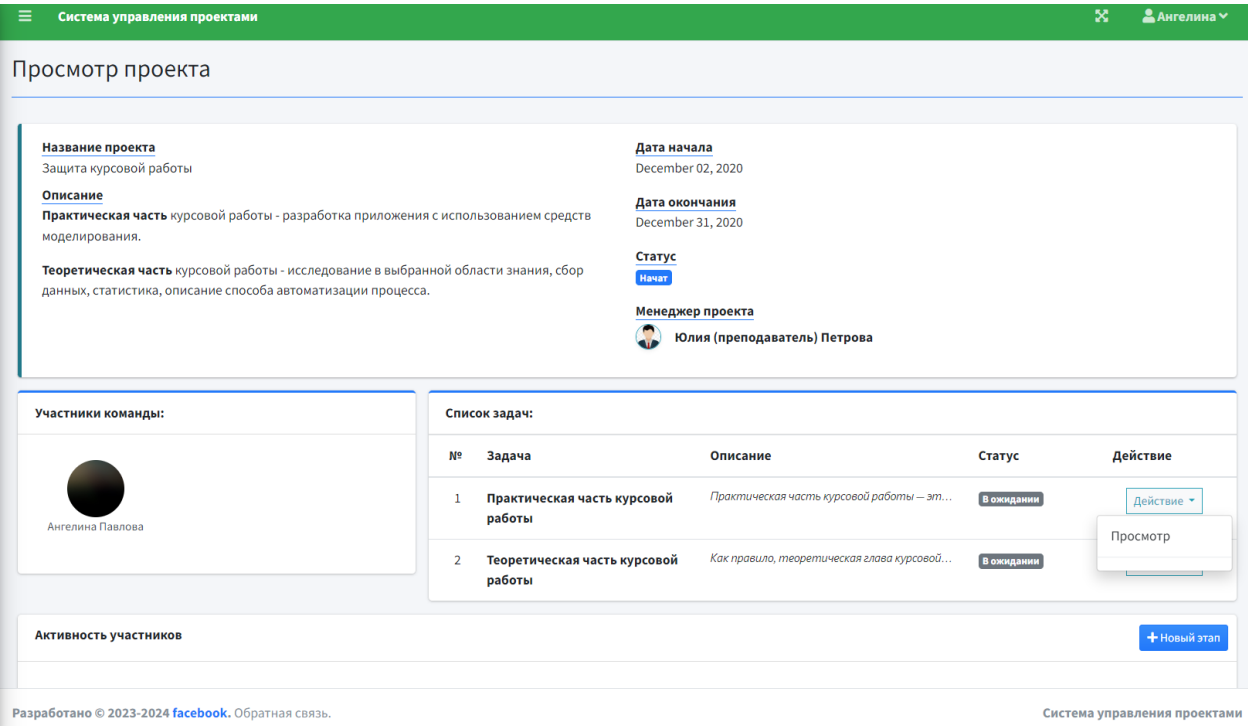 Система управления проектами
Ангелина
Просмотр проекта
Название проекта
Защита курсовой работы
Описание
Практическая часть курсовой работы - разработка приложения с использованием средств
моделирования.
Теоретическая часть курсовой работы - исследование в выбранной области знания, сбор
данных, статистика, описание способа автоматизации процесса.
Дата начала
December 02, 2020
Дата окончания
December 31, 2020
Статус
Начат
Менеджер проекта
Юлия (преподаватель) Петрова
Участники команды:
Ангелина Павлова
Список задач:
№ Задача Описание Статус Действие
1 Практическая часть курсовой Практическая часть курсовой работы — эт... В ожидании Действие
работы
Просмотр
2 Теоретическая часть курсовой Как правило, теоретическая глава курсовой... В ожидании
работы
Активность участников
+ Новый этап
Разработано © 2023-2024 facebook. Обратная связь.
Система управления проектами